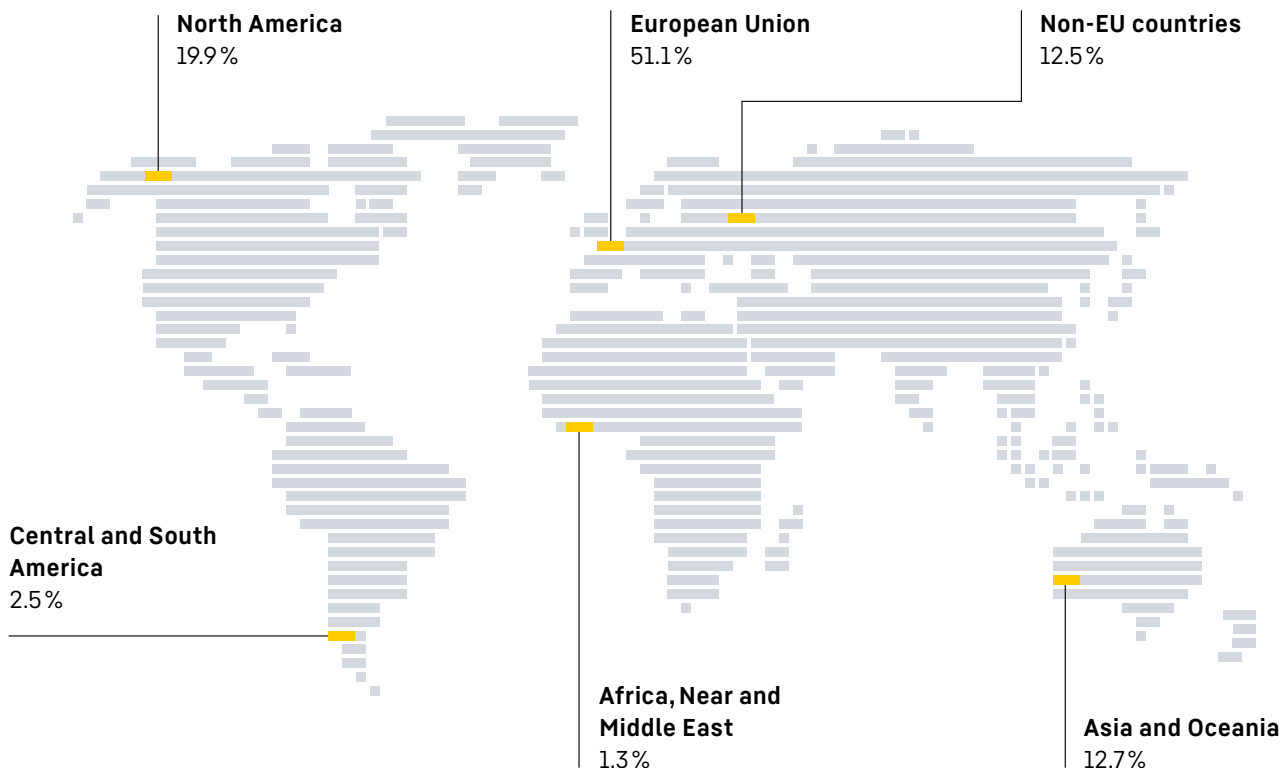 North America
19.9 %
European Union
51.1 %
Non-EU countries
12.5 %
Central and South
America
2.5 %
Africa, Near and
Middle East
1.3 %
Asia and Oceania
12.7 %